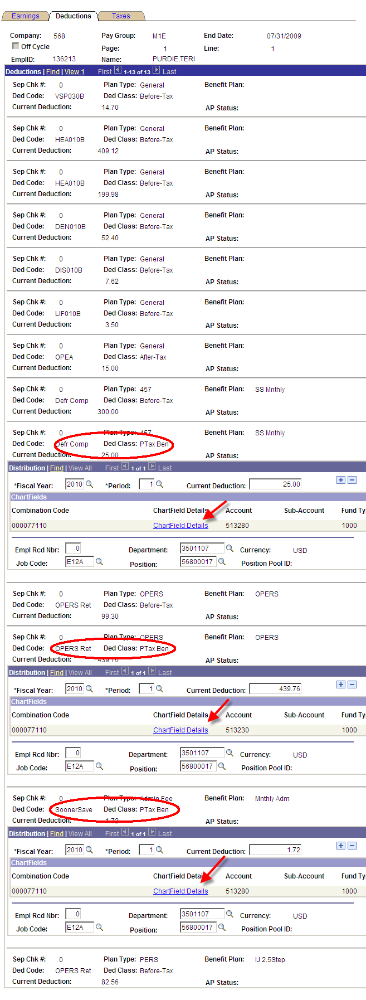 Earnings Deductions Taxes
Company: 568 Pay Group: M1E End Date: 07/31/2009
Off Cycle Page: 1 Line: 1
EmplID: 136213 Name: PURDIE,TERI
Deductions | Find | View 1 First 1-13 of 13 Last
Sep Chk #: 0 Plan Type: General Benefit Plan:
Ded Code: VSP030B Ded Class: Before-Tax
Current Deduction: 14.70 AP Status:
Sep Chk #: 0 Plan Type: General Benefit Plan:
Ded Code: HEA010B Ded Class: Before-Tax
Current Deduction: 409.12 AP Status:
Sep Chk #: 0 Plan Type: General Benefit Plan:
Ded Code: HEA010B Ded Class: Before-Tax
Current Deduction: 199.98 AP Status:
Sep Chk #: 0 Plan Type: General Benefit Plan:
Ded Code: DEN010B Ded Class: Before-Tax
Current Deduction: 52.40 AP Status:
Sep Chk #: 0 Plan Type: General Benefit Plan:
Ded Code: DIS010B Ded Class: Before-Tax
Current Deduction: 7.62 AP Status:
Sep Chk #: 0 Plan Type: General Benefit Plan:
Ded Code: LIF010B Ded Class: Before-Tax
Current Deduction: 3.50 AP Status:
Sep Chk #: 0 Plan Type: General Benefit Plan:
Ded Code: OPEA Ded Class: After-Tax
Current Deduction: 15.00 AP Status:
Sep Chk #: 0 Plan Type: 457 Benefit Plan: SS Mnthly
Ded Code: Defr Comp Ded Class: Before-Tax
Current Deduction: 300.00 AP Status:
Sep Chk #: 0 Plan Type: 457 Benefit Plan: SS Mnthly
Ded Code: Defr Comp Ded Class: PTax Ben
Current Deduction: 25.00 AP Status:
Distribution | Find | View All First 1 of 1 Last
*Fiscal Year: 2010 *Period: 1 Current Deduction: 25.00
ChartFields
Combination Code ChartField Details Account Sub-Account Fund Ty
000077110 ChartField Details 513280 1000
Empl Rcd Nbr: 0 Department: 3501107 Currency: USD
Job Code: E12A Position: 56800017 Position Pool ID:
Sep Chk #: 0 Plan Type: OPERS Benefit Plan: OPERS
Ded Code: OPERS Ret Ded Class: Before-Tax
Current Deduction: 99.30 AP Status:
Sep Chk #: 0 Plan Type: OPERS Benefit Plan: OPERS
Ded Code: OPERS Ret Ded Class: PTax Ben
Current Deduction: 439.76 AP Status:
Distribution | Find | View All First 1 of 1 Last
*Fiscal Year: 2010 *Period: 1 Current Deduction: 439.76
ChartFields
Combination Code ChartField Details Account Sub-Account Fund Ty
000077110 ChartField Details 513230 1000
Empl Rcd Nbr: 0 Department: 3501107 Currency: USD
Job Code: E12A Position: 56800017 Position Pool ID:
Sep Chk #: 0 Plan Type: Admin Fee Benefit Plan: Mnthly Adm
Ded Code: SoonerSave Ded Class: PTax Ben
Current Deduction: 1.72 AP Status:
Distribution | Find | View All First 1 of 1 Last
*Fiscal Year: 2010 *Period: 1 Current Deduction: 1.72
ChartFields
Combination Code ChartField Details Account Sub-Account Fund Ty
000077110 ChartField Details 513280 1000
Empl Rcd Nbr: 0 Department: 3501107 Currency: USD
Job Code: E12A Position: 56800017 Position Pool ID:
Sep Chk #: 0 Plan Type: PERS Benefit Plan: IJ 2.5Step
Ded Code: OPERS Ret Ded Class: Before-Tax
Current Deduction: 82.56 AP Status: